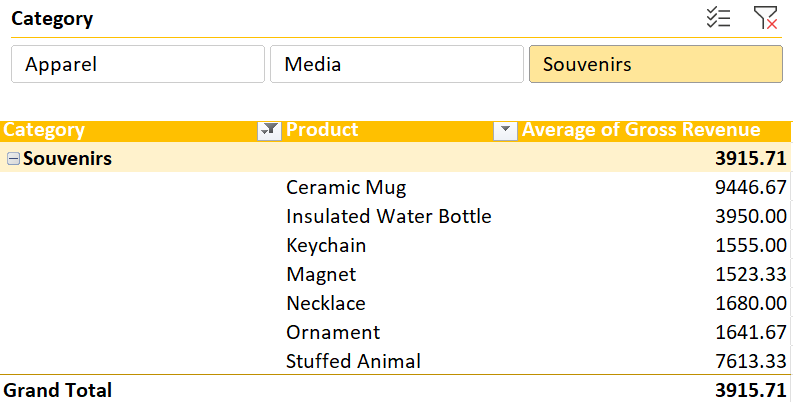 Category
Apparel Media Souvenirs
Category Product Average of Gross Revenue
Souvenirs 3915.71
Ceramic Mug 9446.67
Insulated Water Bottle 3950.00
Keychain 1555.00
Magnet 1523.33
Necklace 1680.00
Ornament 1641.67
Stuffed Animal 7613.33
Grand Total 3915.71